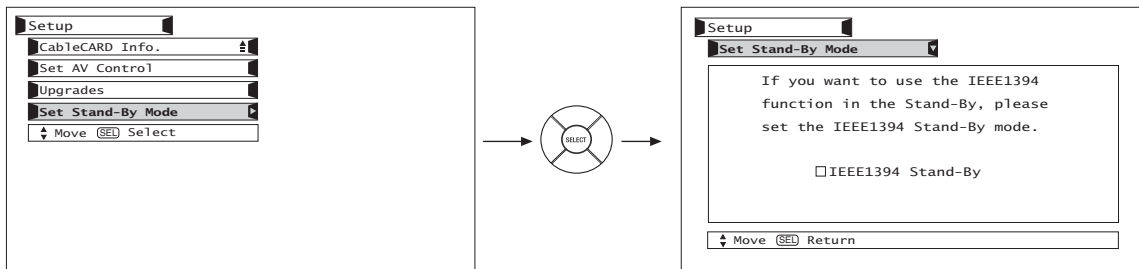 Setup
CableCARD Info.
Set AV Control
Upgrades
Set Stand-By Mode
Move SEL Select
SELECT
Setup
Set Stand-By Mode
If you want to use the IEEE1394
function in the Stand-By, please
set the IEEE1394 Stand-By mode.
IEEE1394 Stand-By
Move SEL Return